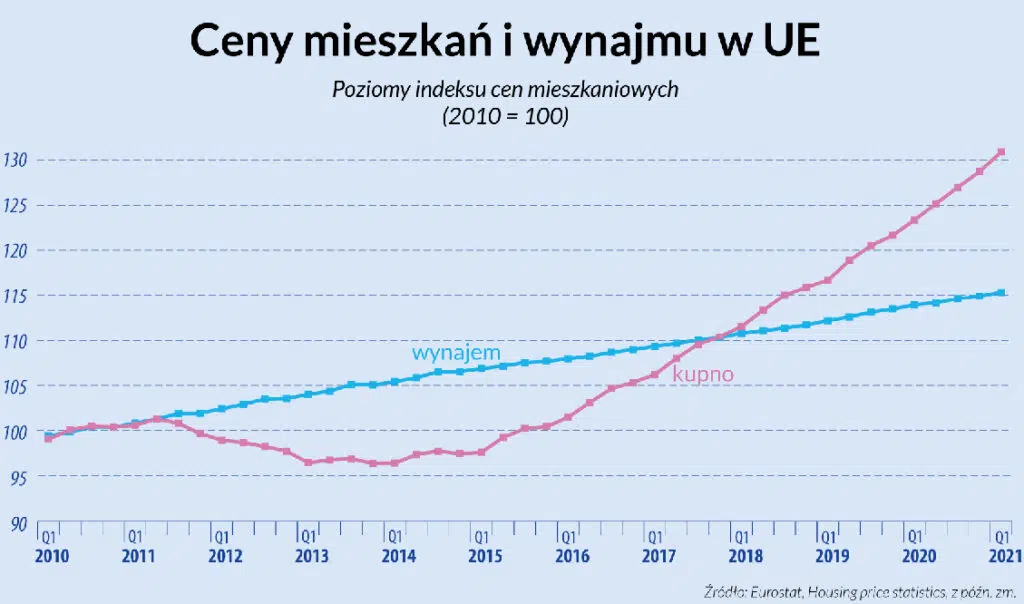 Ceny mieszkań i wynajmu w UE
Poziomy indeksu cen mieszkaniowych
(2010 = 100)
130
125
120
115
110
105
100
95
90
wynajem
kupno
Q1 Q1 Q1 Q1 Q1 Q1 Q1 Q1 Q1 Q1 Q1 Q1
2010 2011 2012 2013 2014 2015 2016 2017 2018 2019 2020 2021
Źródło: Eurostat, Housing price statistics, z późn. zm.